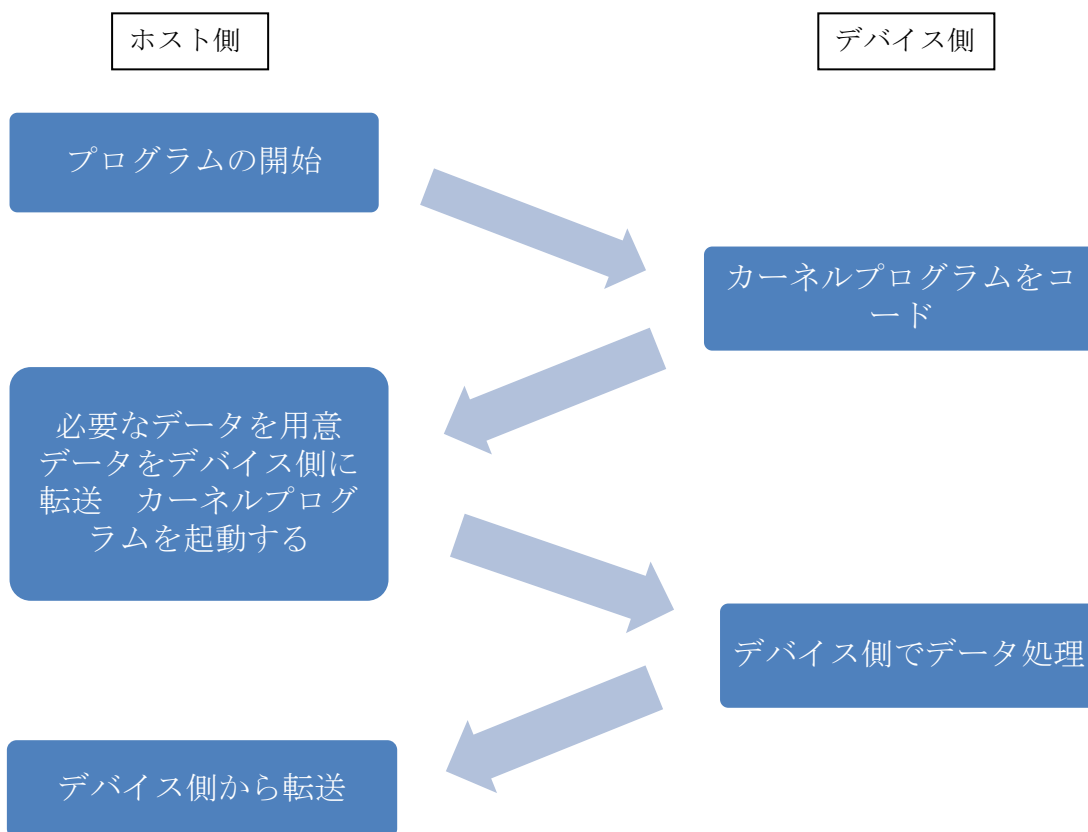 ホスト側
デバイス側
プログラムの開始
カーネルプログラムをコ
ード
必要なデータを用意
データをデバイス側に
転送　カーネルプログ
ラムを起動する
デバイス側でデータ処理
デバイス側から転送